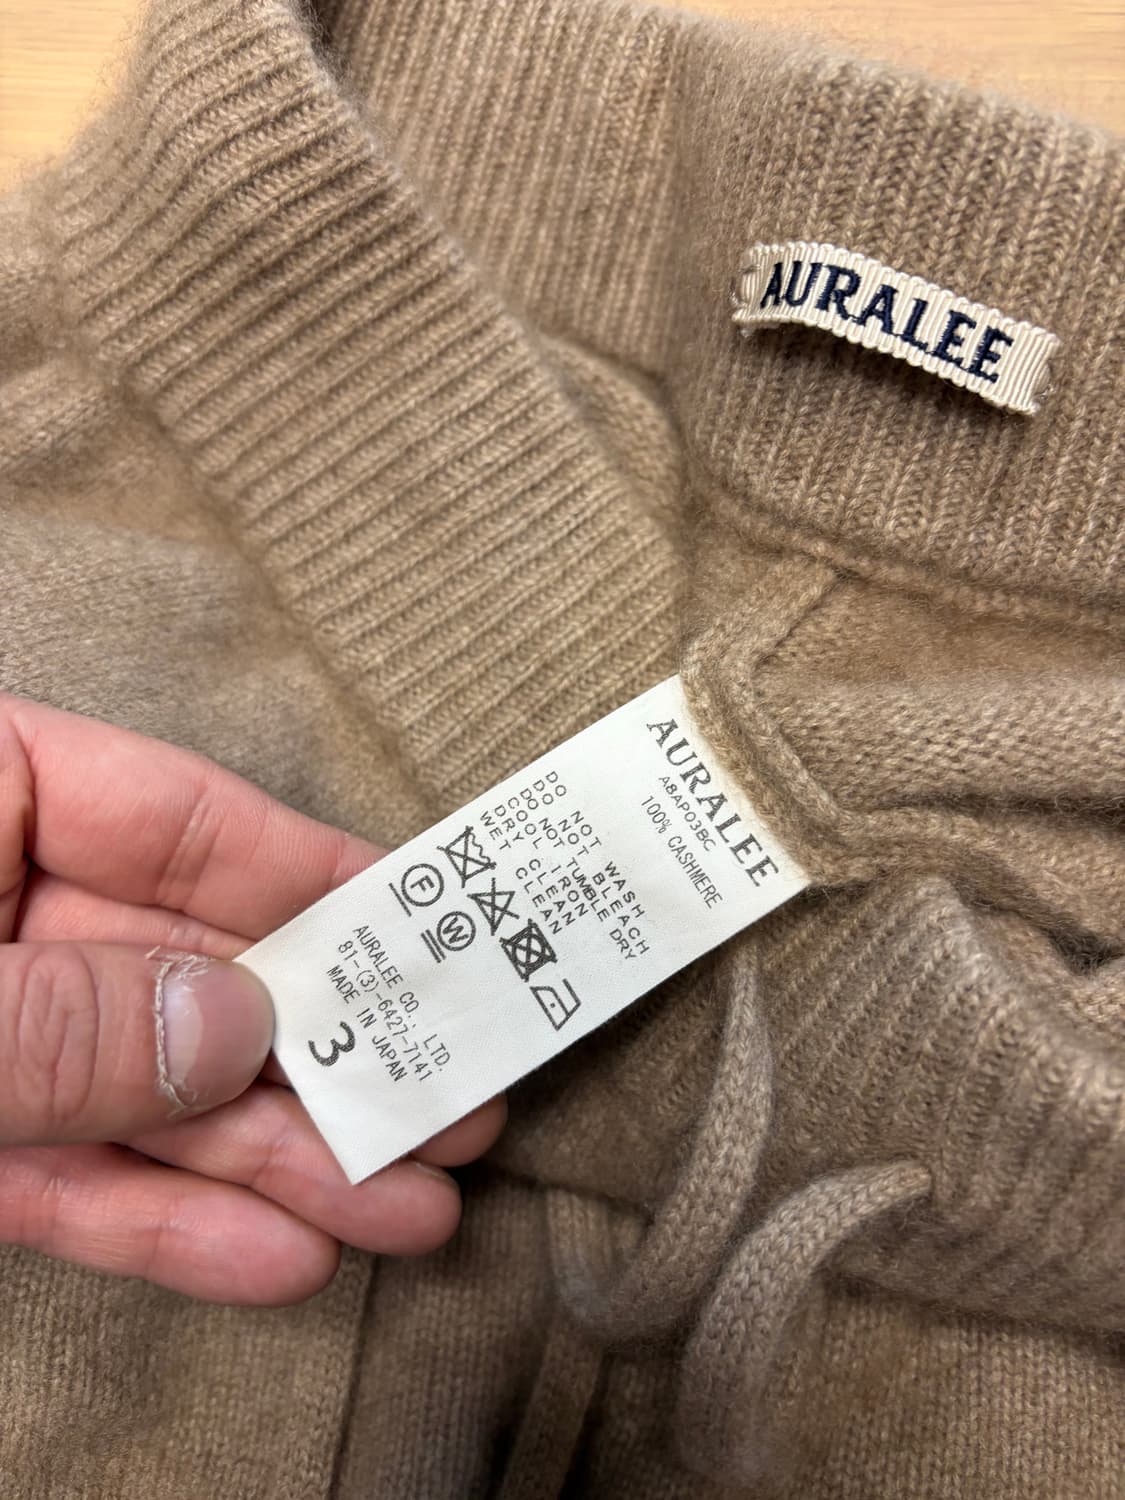 AURALEE
AURALEE
A8AP03BC
100% CASHMERE
DO NOT WASH
DO NOT BLEACH
DO NOT TUMBLE DRY
COOL IRON
DRY CLEAN
WET CLEAN
F
W
AURALEE CO., LTD.
81-(3)-6427-7141
MADE IN JAPAN
3